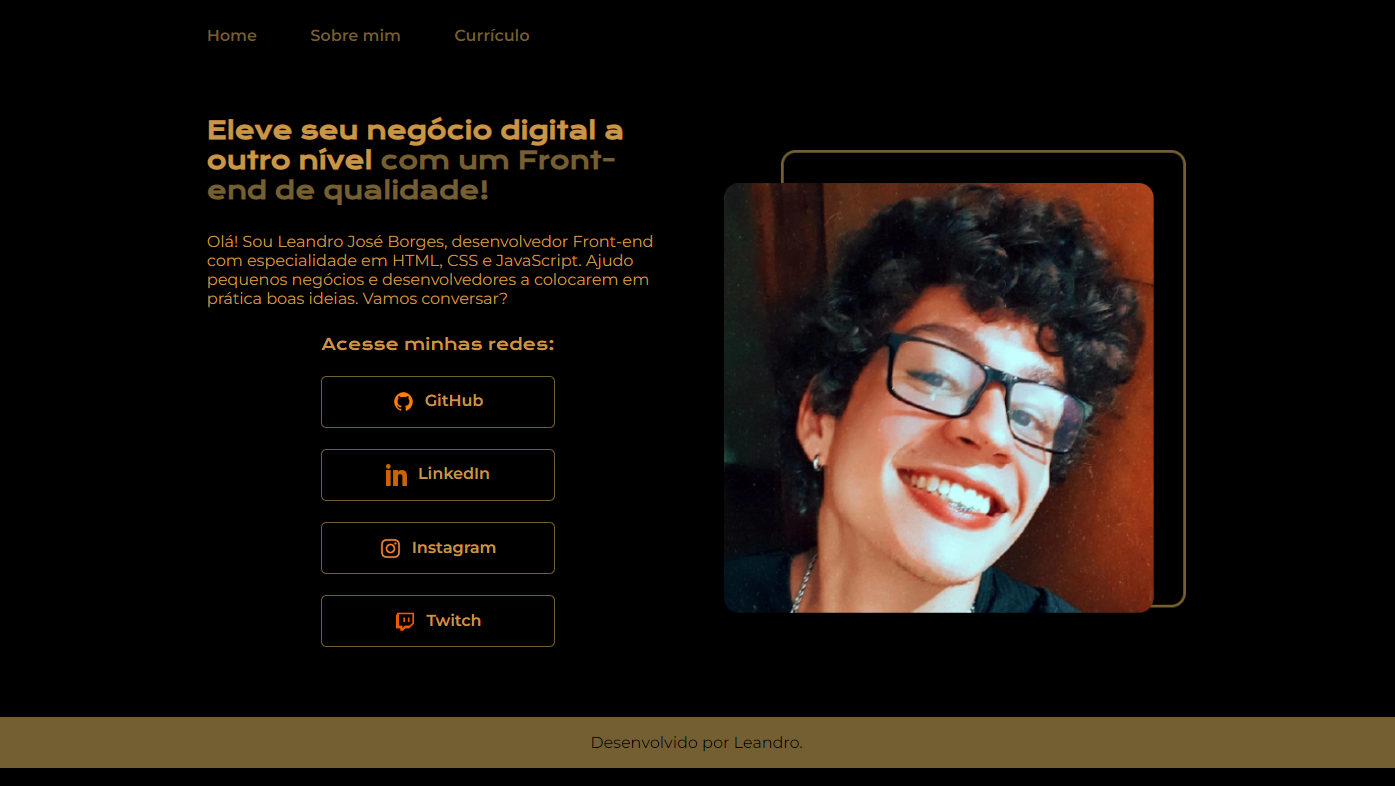 Home Sobre mim Currículo
Eleve seu negócio digital a
outro nível com um Front-
end de qualidade!
Olá! Sou Leandro José Borges, desenvolvedor Front-end
com especialidade em HTML, CSS e JavaScript. Ajudo
pequenos negócios e desenvolvedores a colocarem em
prática boas ideias. Vamos conversar?
Acesse minhas redes:
GitHub
LinkedIn
Instagram
Twitch
Desenvolvido por Leandro.